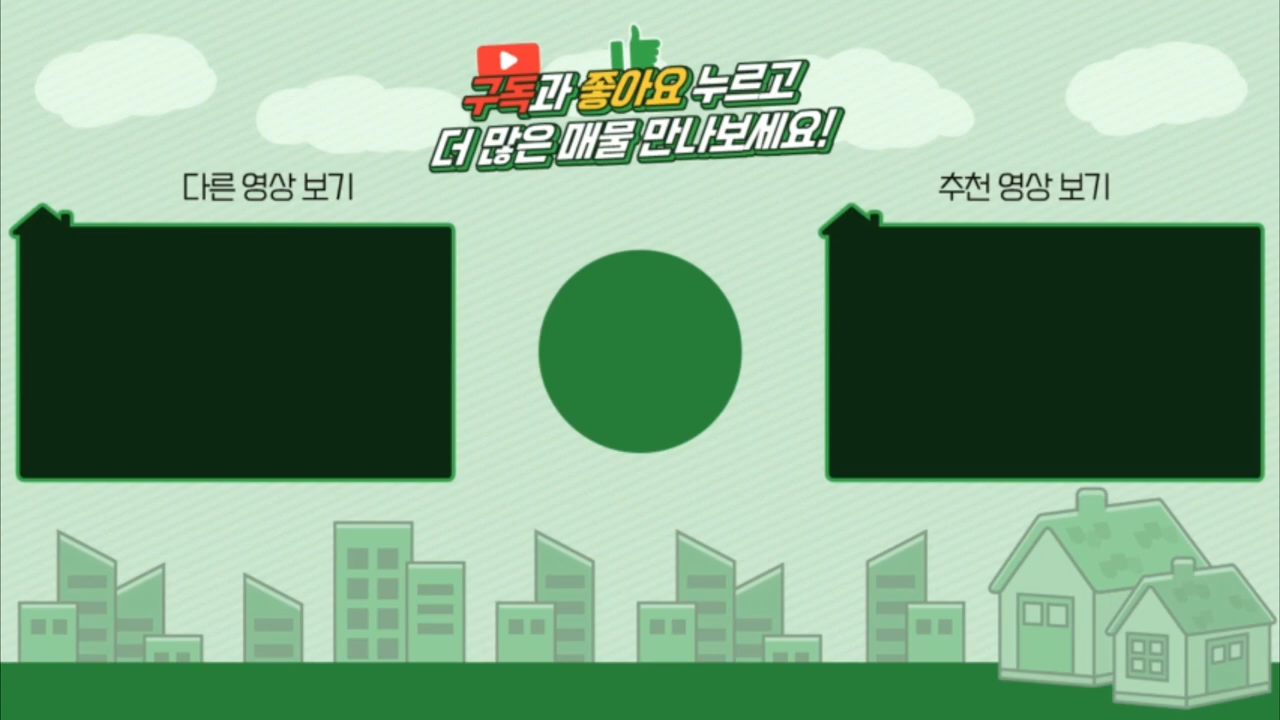 구독과 좋아요 누르고
더 많은 매물 만나보세요!
다른 영상 보기
추천 영상 보기